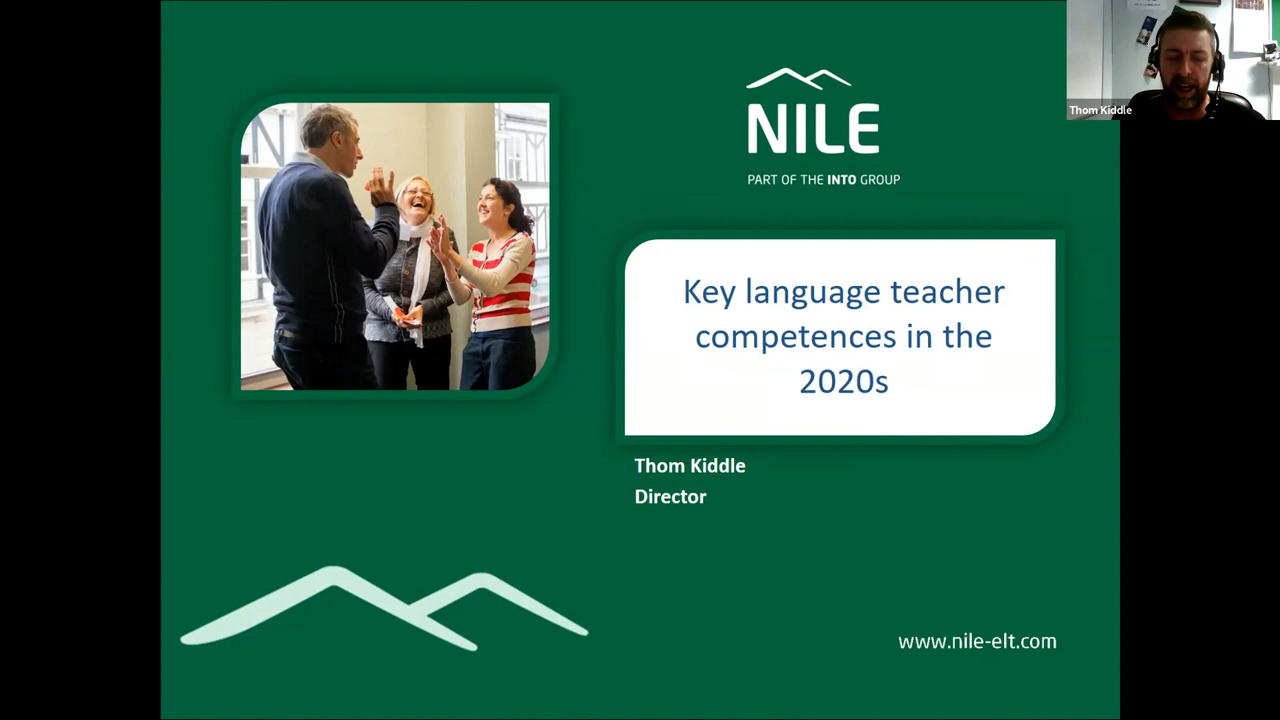 NILE
PART OF THE INTO GROUP
Thom Kiddle
Key language teacher
competences in the
2020s
Thom Kiddle
Director
www.nile-elt.com